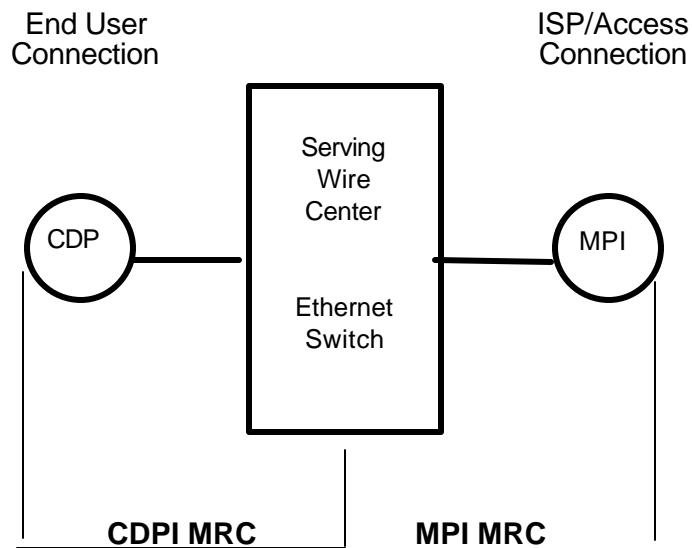 End User
Connection
ISP/Access
Connection
Serving
Wire
Center
CDP
MPI
Ethernet
Switch
CDPI MRC
MPI MRC